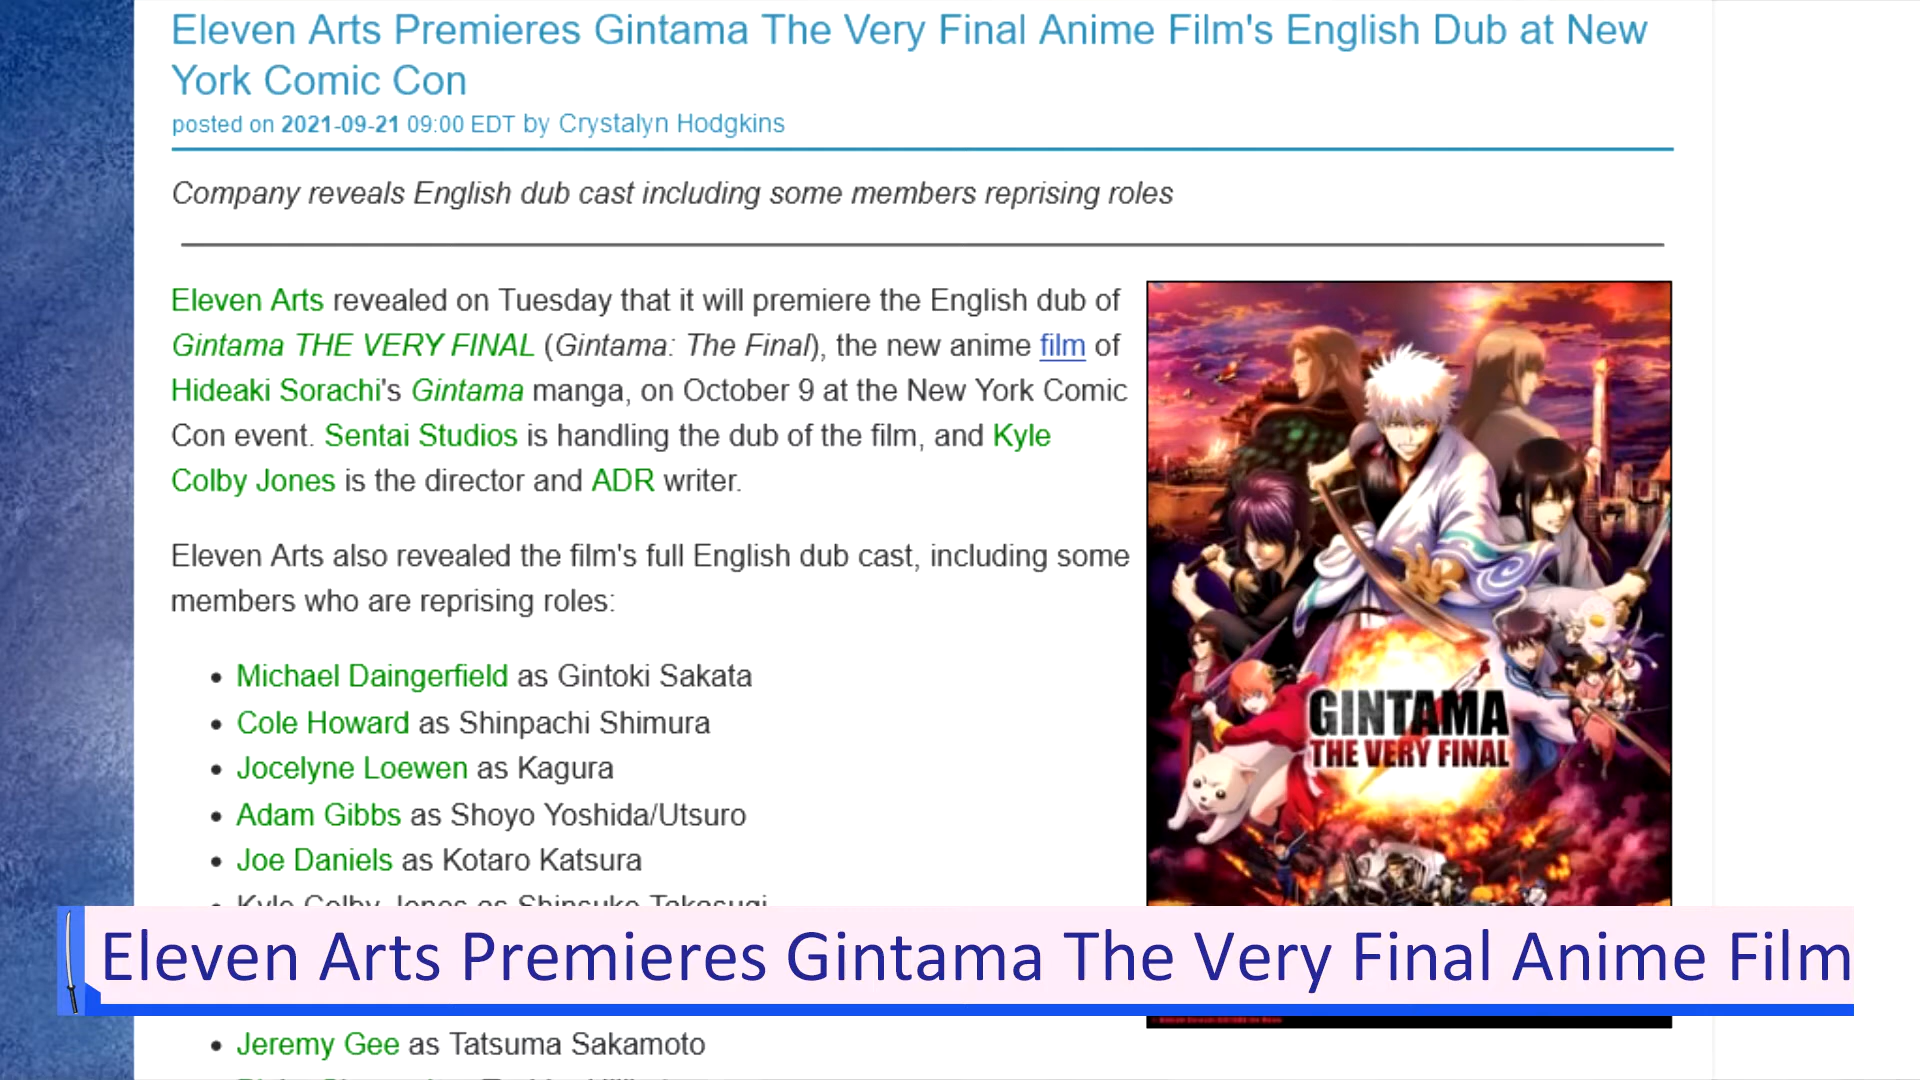 Eleven Arts Premieres Gintama The Very Final Anime Film's English Dub at New
York Comic Con
posted on 2021-09-21 09:00 EDT by Crystalyn Hodgkins
Company reveals English dub cast including some members reprising roles
Eleven Arts revealed on Tuesday that it will premiere the English dub of
Gintama THE VERY FINAL (Gintama: The Final), the new anime film of
Hideaki Sorachi's Gintama manga, on October 9 at the New York Comic
Con event. Sentai Studios is handling the dub of the film, and Kyle
Colby Jones is the director and ADR writer.
Eleven Arts also revealed the film's full English dub cast, including some
members who are reprising roles:
• Michael Daingerfield as Gintoki Sakata
• Cole Howard as Shinpachi Shimura
• Jocelyne Loewen as Kagura
• Adam Gibbs as Shoyo Yoshida/Utsuro
• Joe Daniels as Kotaro Katsura
• Kyle Colby Jones as Shinsuke Takasugi
GINTAMA
THE VERY FINAL
Eleven Arts Premieres Gintama The Very Final Anime Film
• Jeremy Gee as Tatsuma Sakamoto